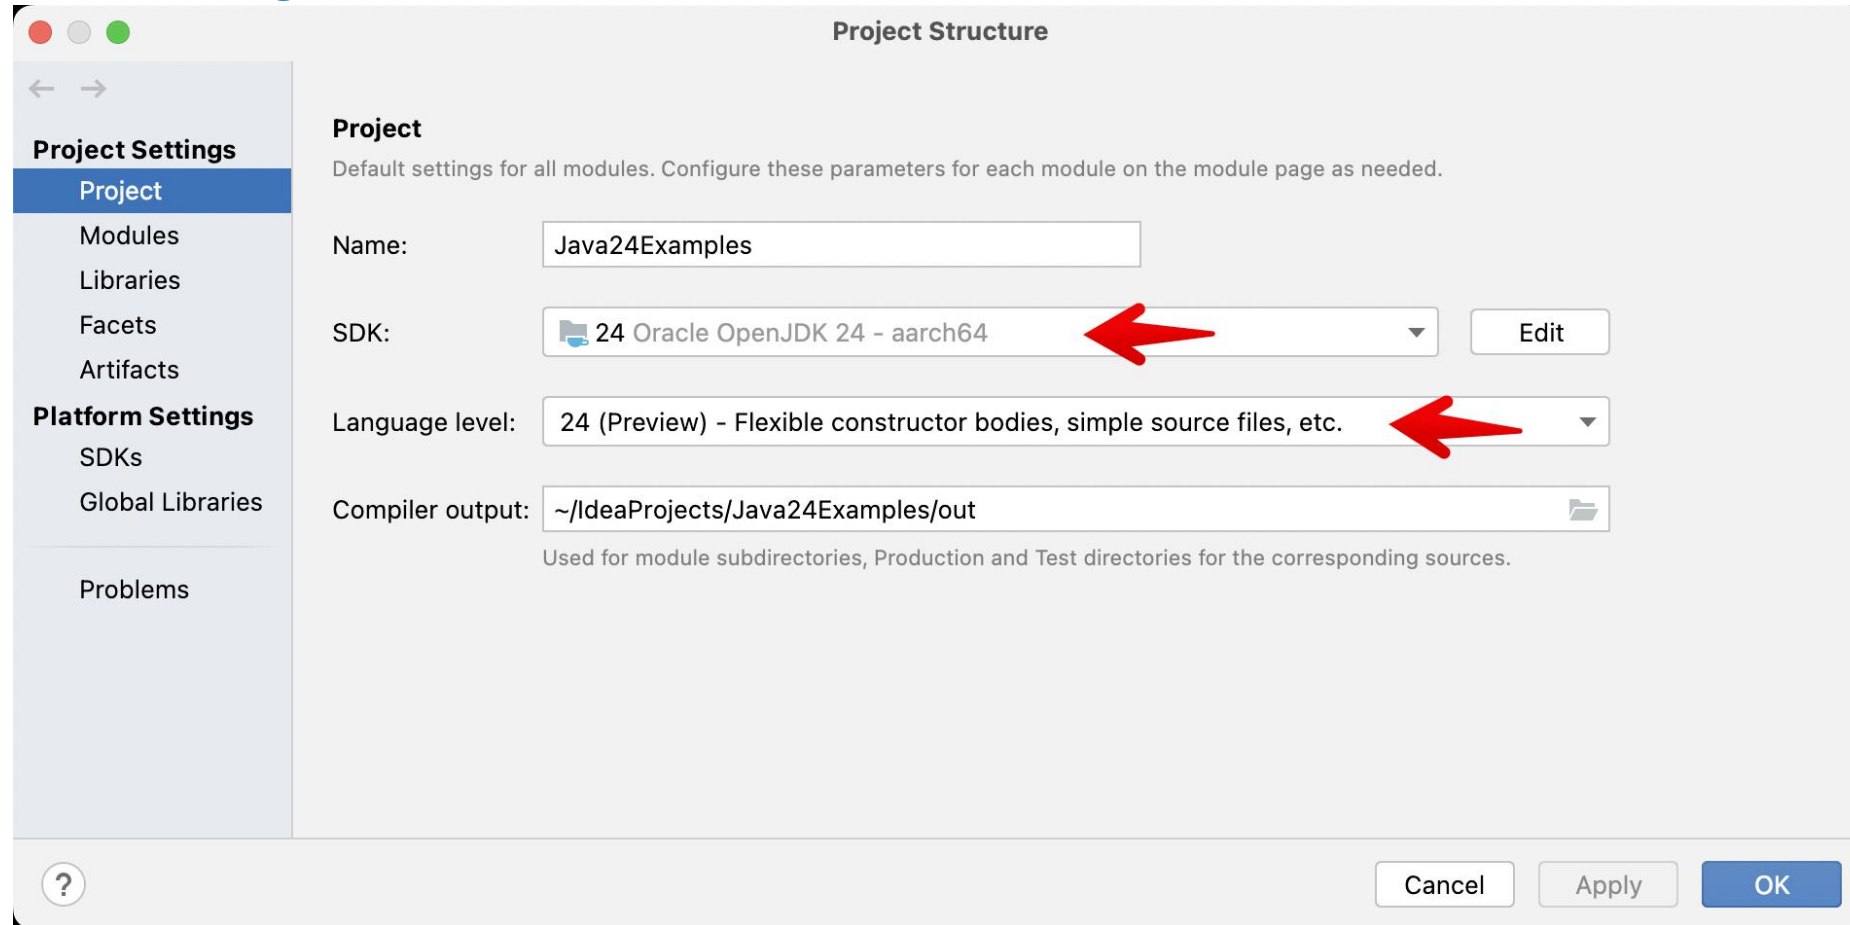 Project Structure
Project Settings
Project
Modules
Libraries
Facets
Artifacts
Platform Settings
SDKs
Global Libraries
Problems
Project
Default settings for all modules. Configure these parameters for each module on the module page as needed.
Name: Java24Examples
SDK: 24 Oracle OpenJDK 24 - aarch64 Edit
Language level: 24 (Preview) - Flexible constructor bodies, simple source files, etc.
Compiler output: ~/IdeaProjects/Java24Examples/out
Used for module subdirectories, Production and Test directories for the corresponding sources.
? Cancel Apply OK